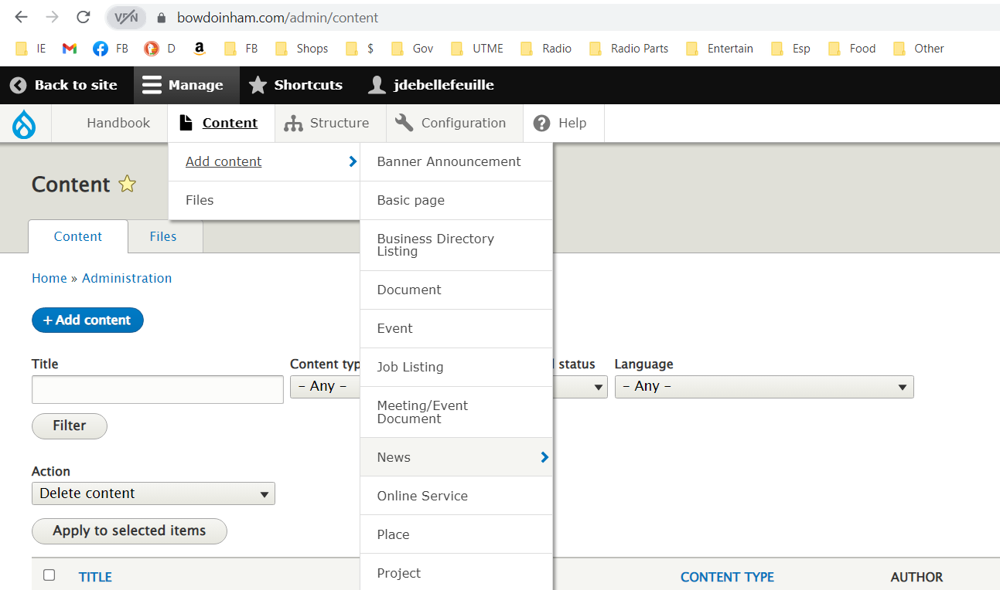 VPN bowdoinham.com/admin/content
IE FB D FB Shops $ Gov UTME Radio Radio Parts Entertain Esp Food Other
Back to site Manage Shortcuts jdebellefeuille
Handbook Content Structure Configuration Help
Add content
Files
Banner Announcement
Basic page
Business Directory
Listing
Document
Event
Job Listing
Meeting/Event
Document
News
Online Service
Place
Project
Content
Content Files
Home » Administration
+ Add content
Title Content typ status Language
- Any - - Any -
Filter
Action
Delete content
Apply to selected items
TITLE CONTENT TYPE AUTHOR